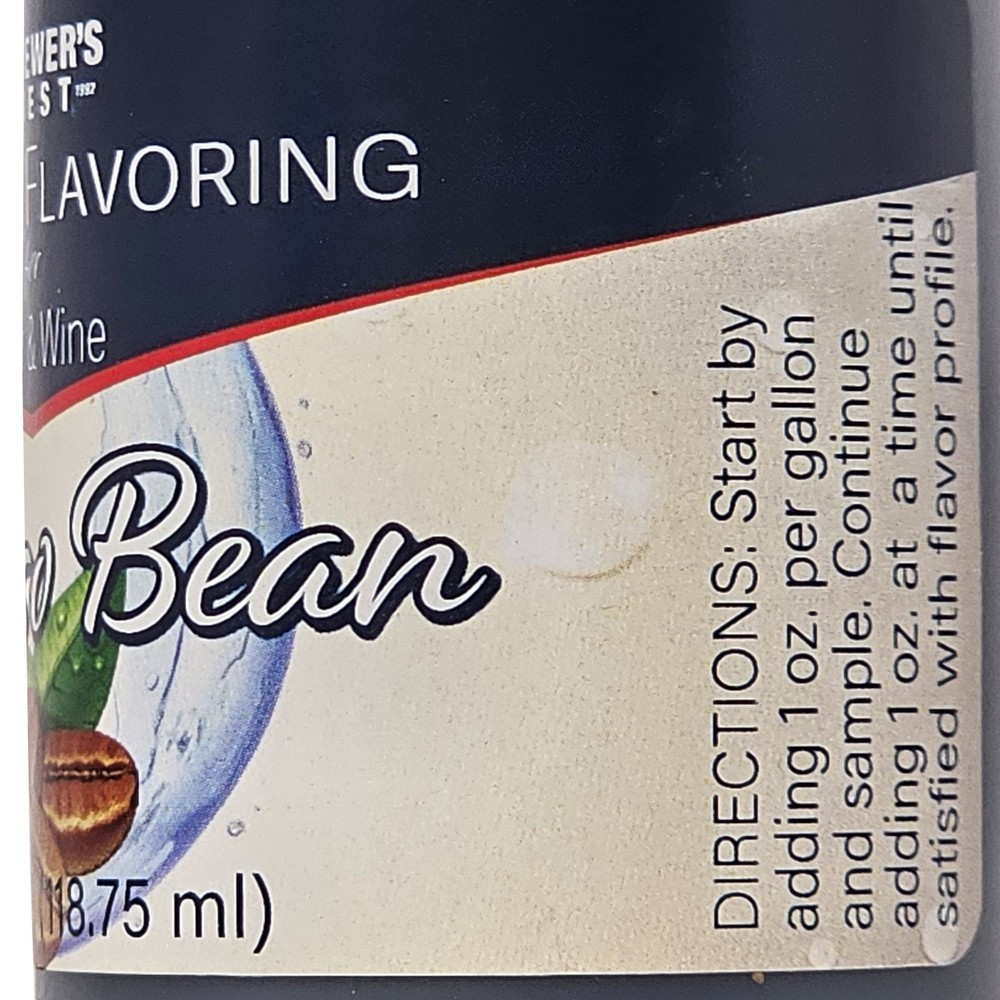 EWER'S
EST 1992
FLAVORING
& Wine
Bean
(118.75 ml)
DIRECTIONS: Start by
adding 1 oz. per gallon
and sample. Continue
adding 1 oz. at a time until
satisfied with flavor profile.